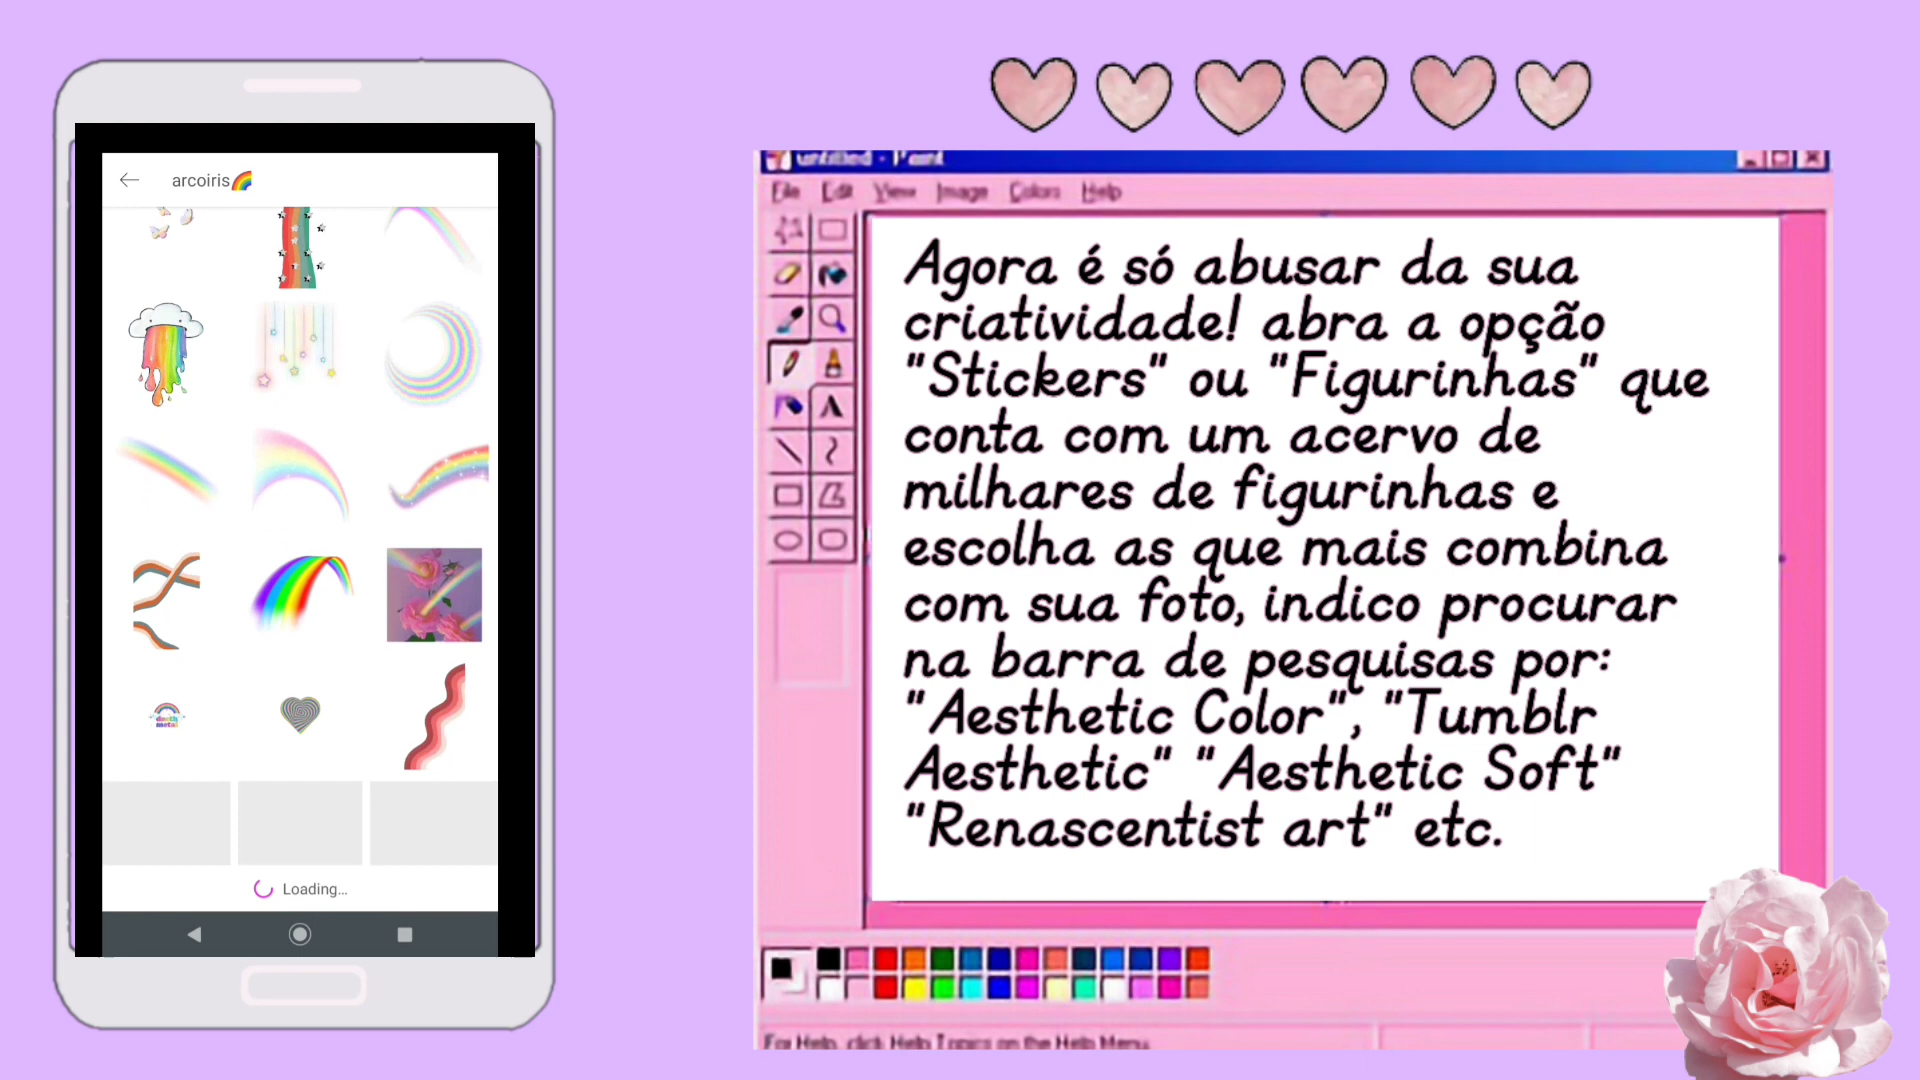 arcoiris🌈
death
metal
Loading...
untitled - Paint
File Edit View Image Colors Help
Agora é só abusar da sua
criatividade! abra a opção
"Stickers" ou "Figurinhas" que
conta com um acervo de
milhares de figurinhas e
escolha as que mais combina
com sua foto, indico procurar
na barra de pesquisas por:
"Aesthetic Color", "Tumblr
Aesthetic" "Aesthetic Soft"
"Renascentist art" etc.
For Help, click Help Topics on the Help Menu.